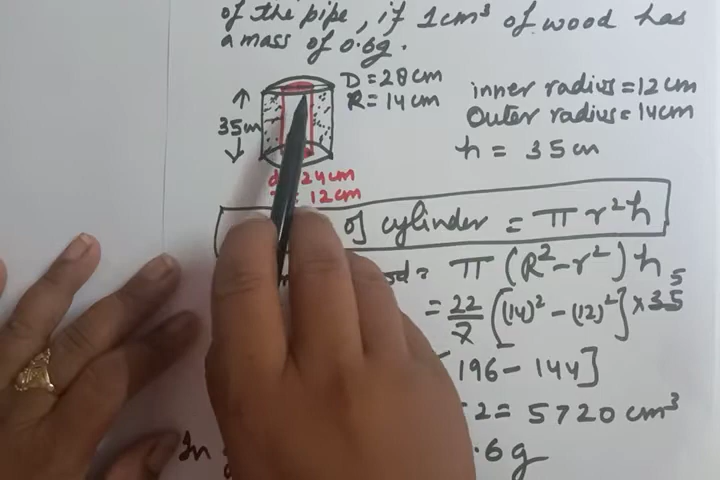 of the pipe, if 1cm³ of wood has
a mass of 0.6g.
D = 28cm
R = 14cm
35cm
24cm
12cm
inner radius = 12cm
Outer radius = 14cm
h = 35cm
of cylinder = πr²h
= π(R²-r²)h
= 22/7 [(14)² - (12)²] × 35 5
196 - 144]
2 = 5720 cm³
In
.6g